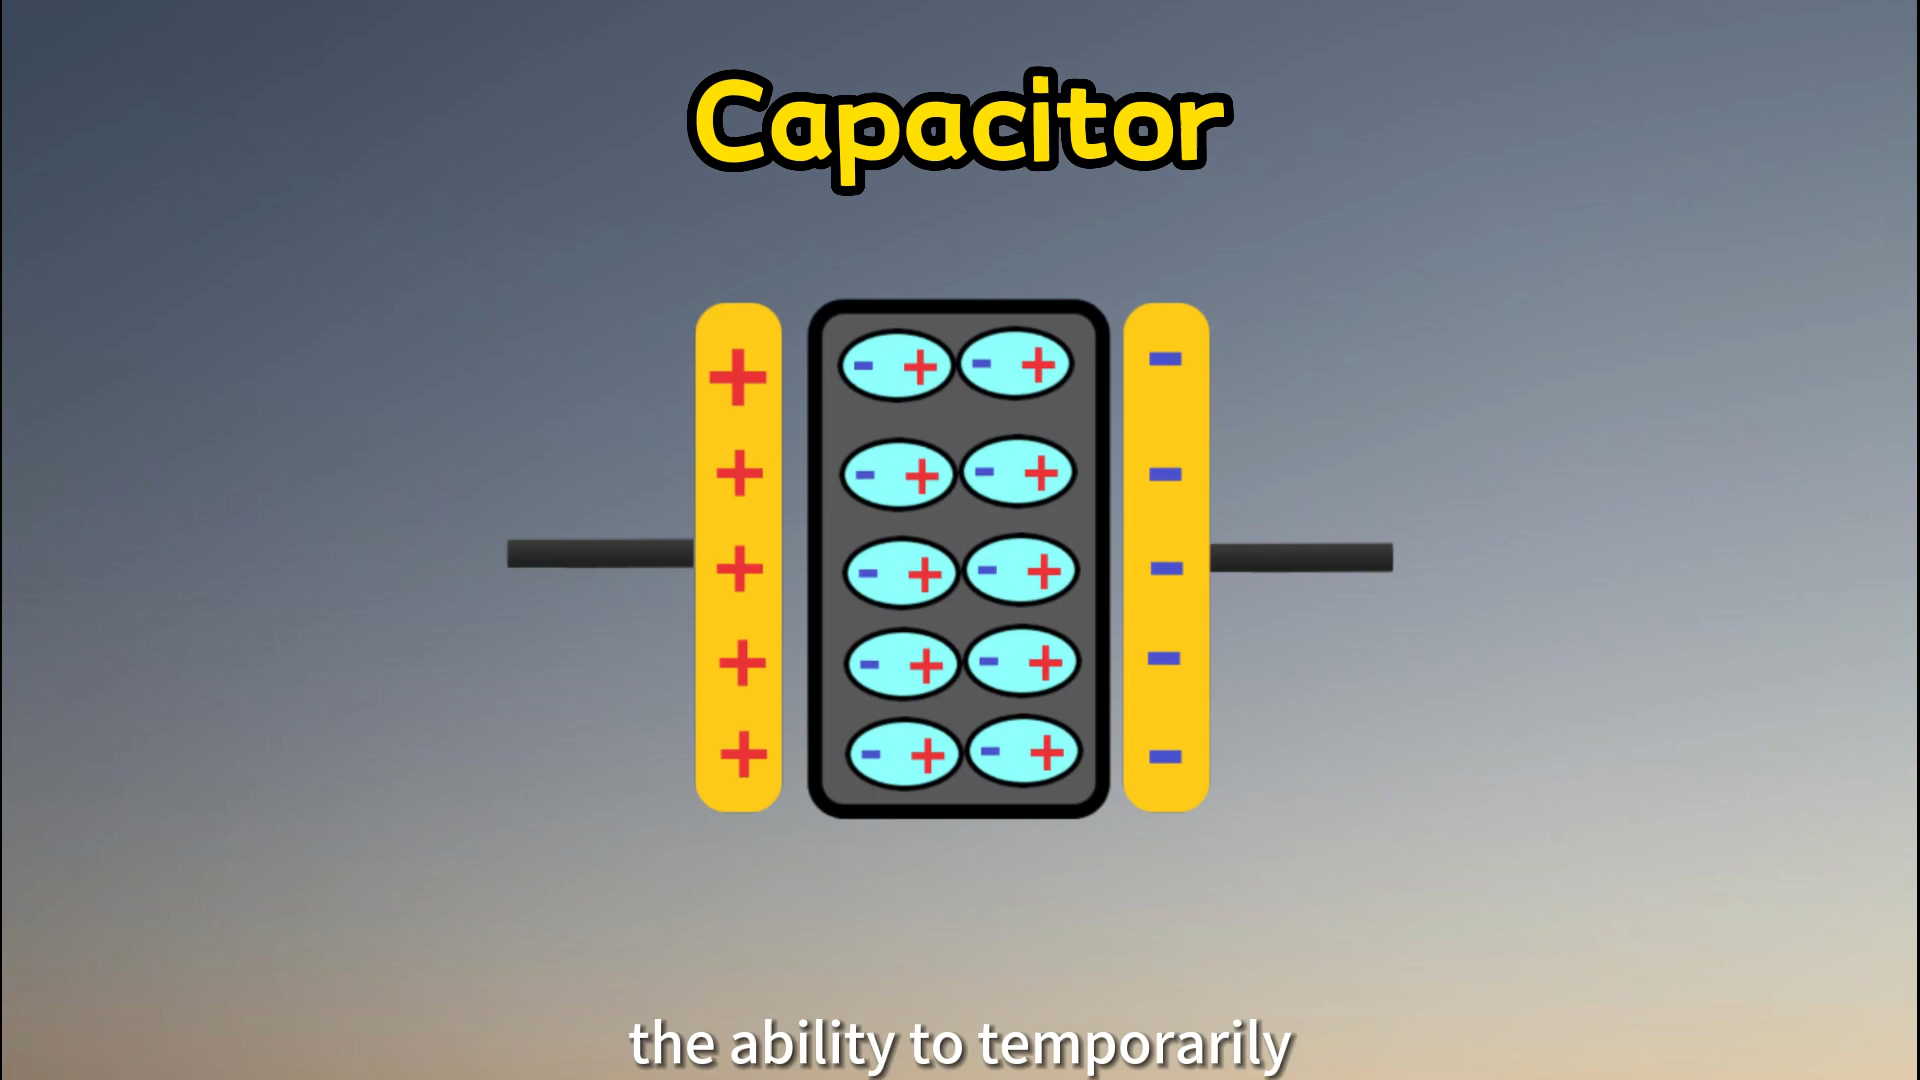 Capacitor
+ - + - + -
+ - + - + -
+ - + - + -
+ - + - + -
+ - + - + -
the ability to temporarily